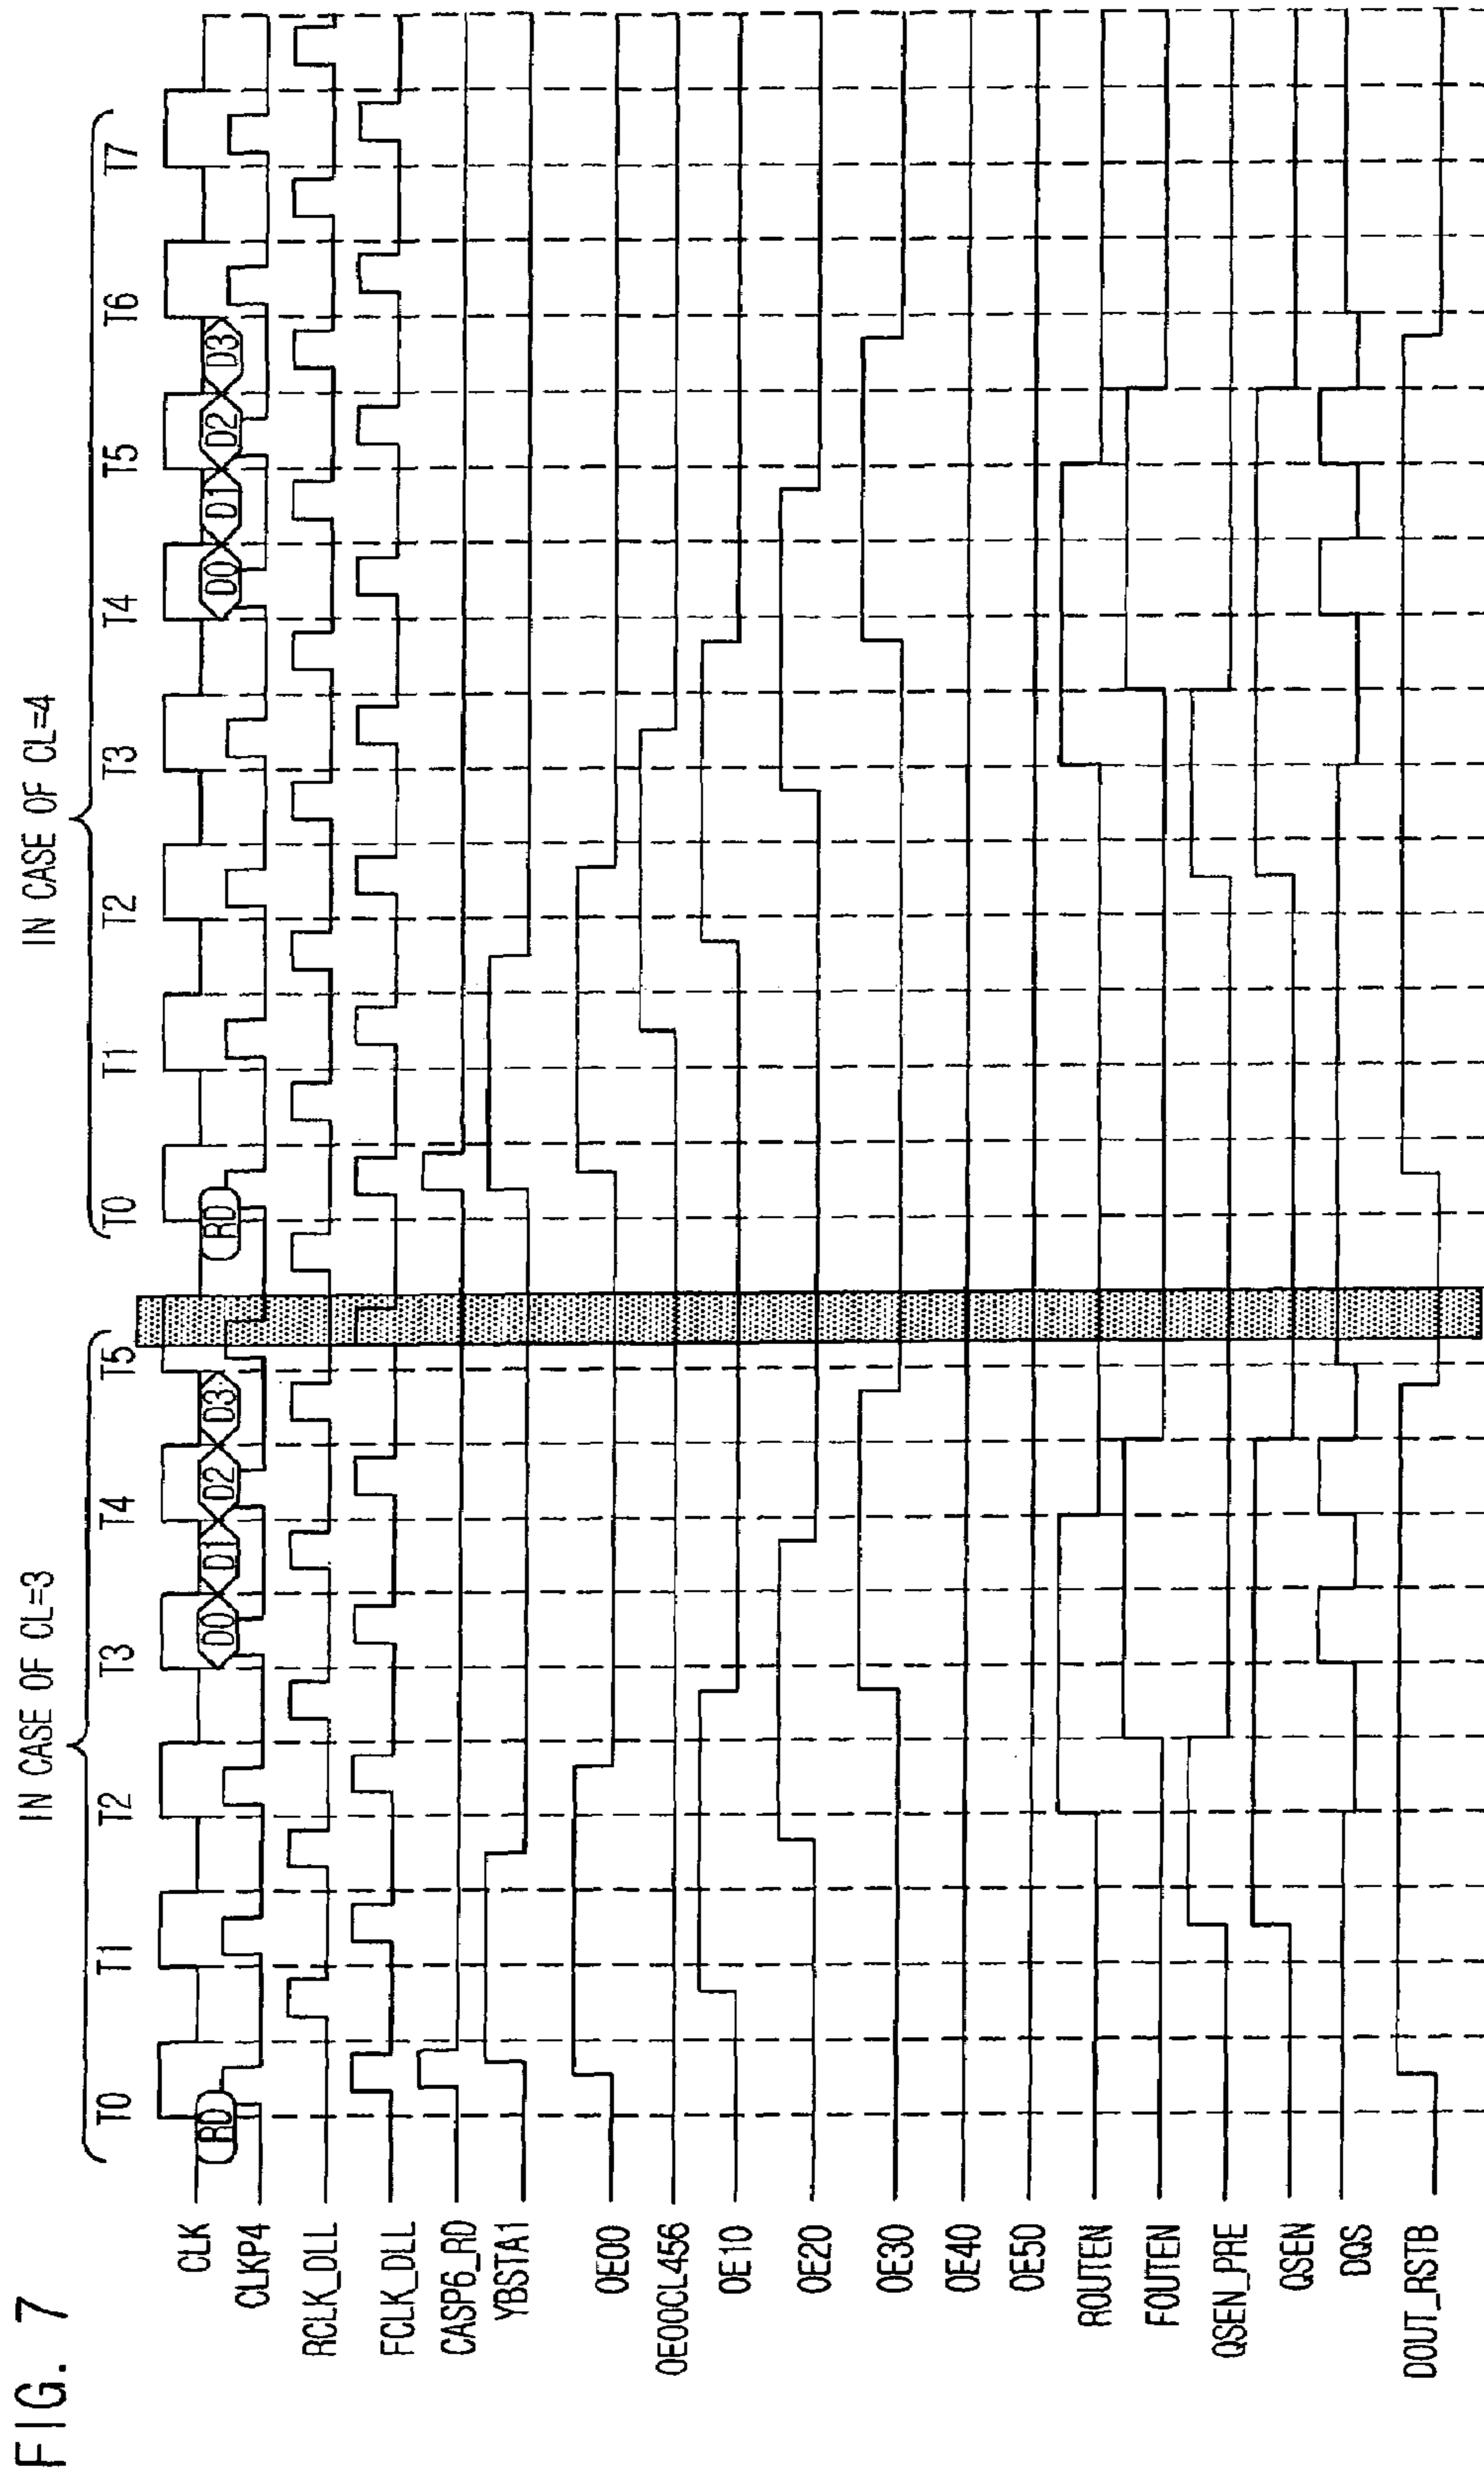 FIG. 7
IN CASE OF CL=3
IN CASE OF CL=4
T0 T1 T2 T3 T4 T5
T0 T1 T2 T3 T4 T5 T6 T7
CLK
RD D0 D1 D2 D3
RD D0 D1 D2 D3
CLKP4
RCLK_DLL
FCLK_DLL
CASP6_RD
YBSTA1
OE00
OE00CL456
OE10
OE20
OE30
OE40
OE50
ROUTEN
FOUTEN
QSEN_PRE
QSEN
DQS
DOUT_RSTB